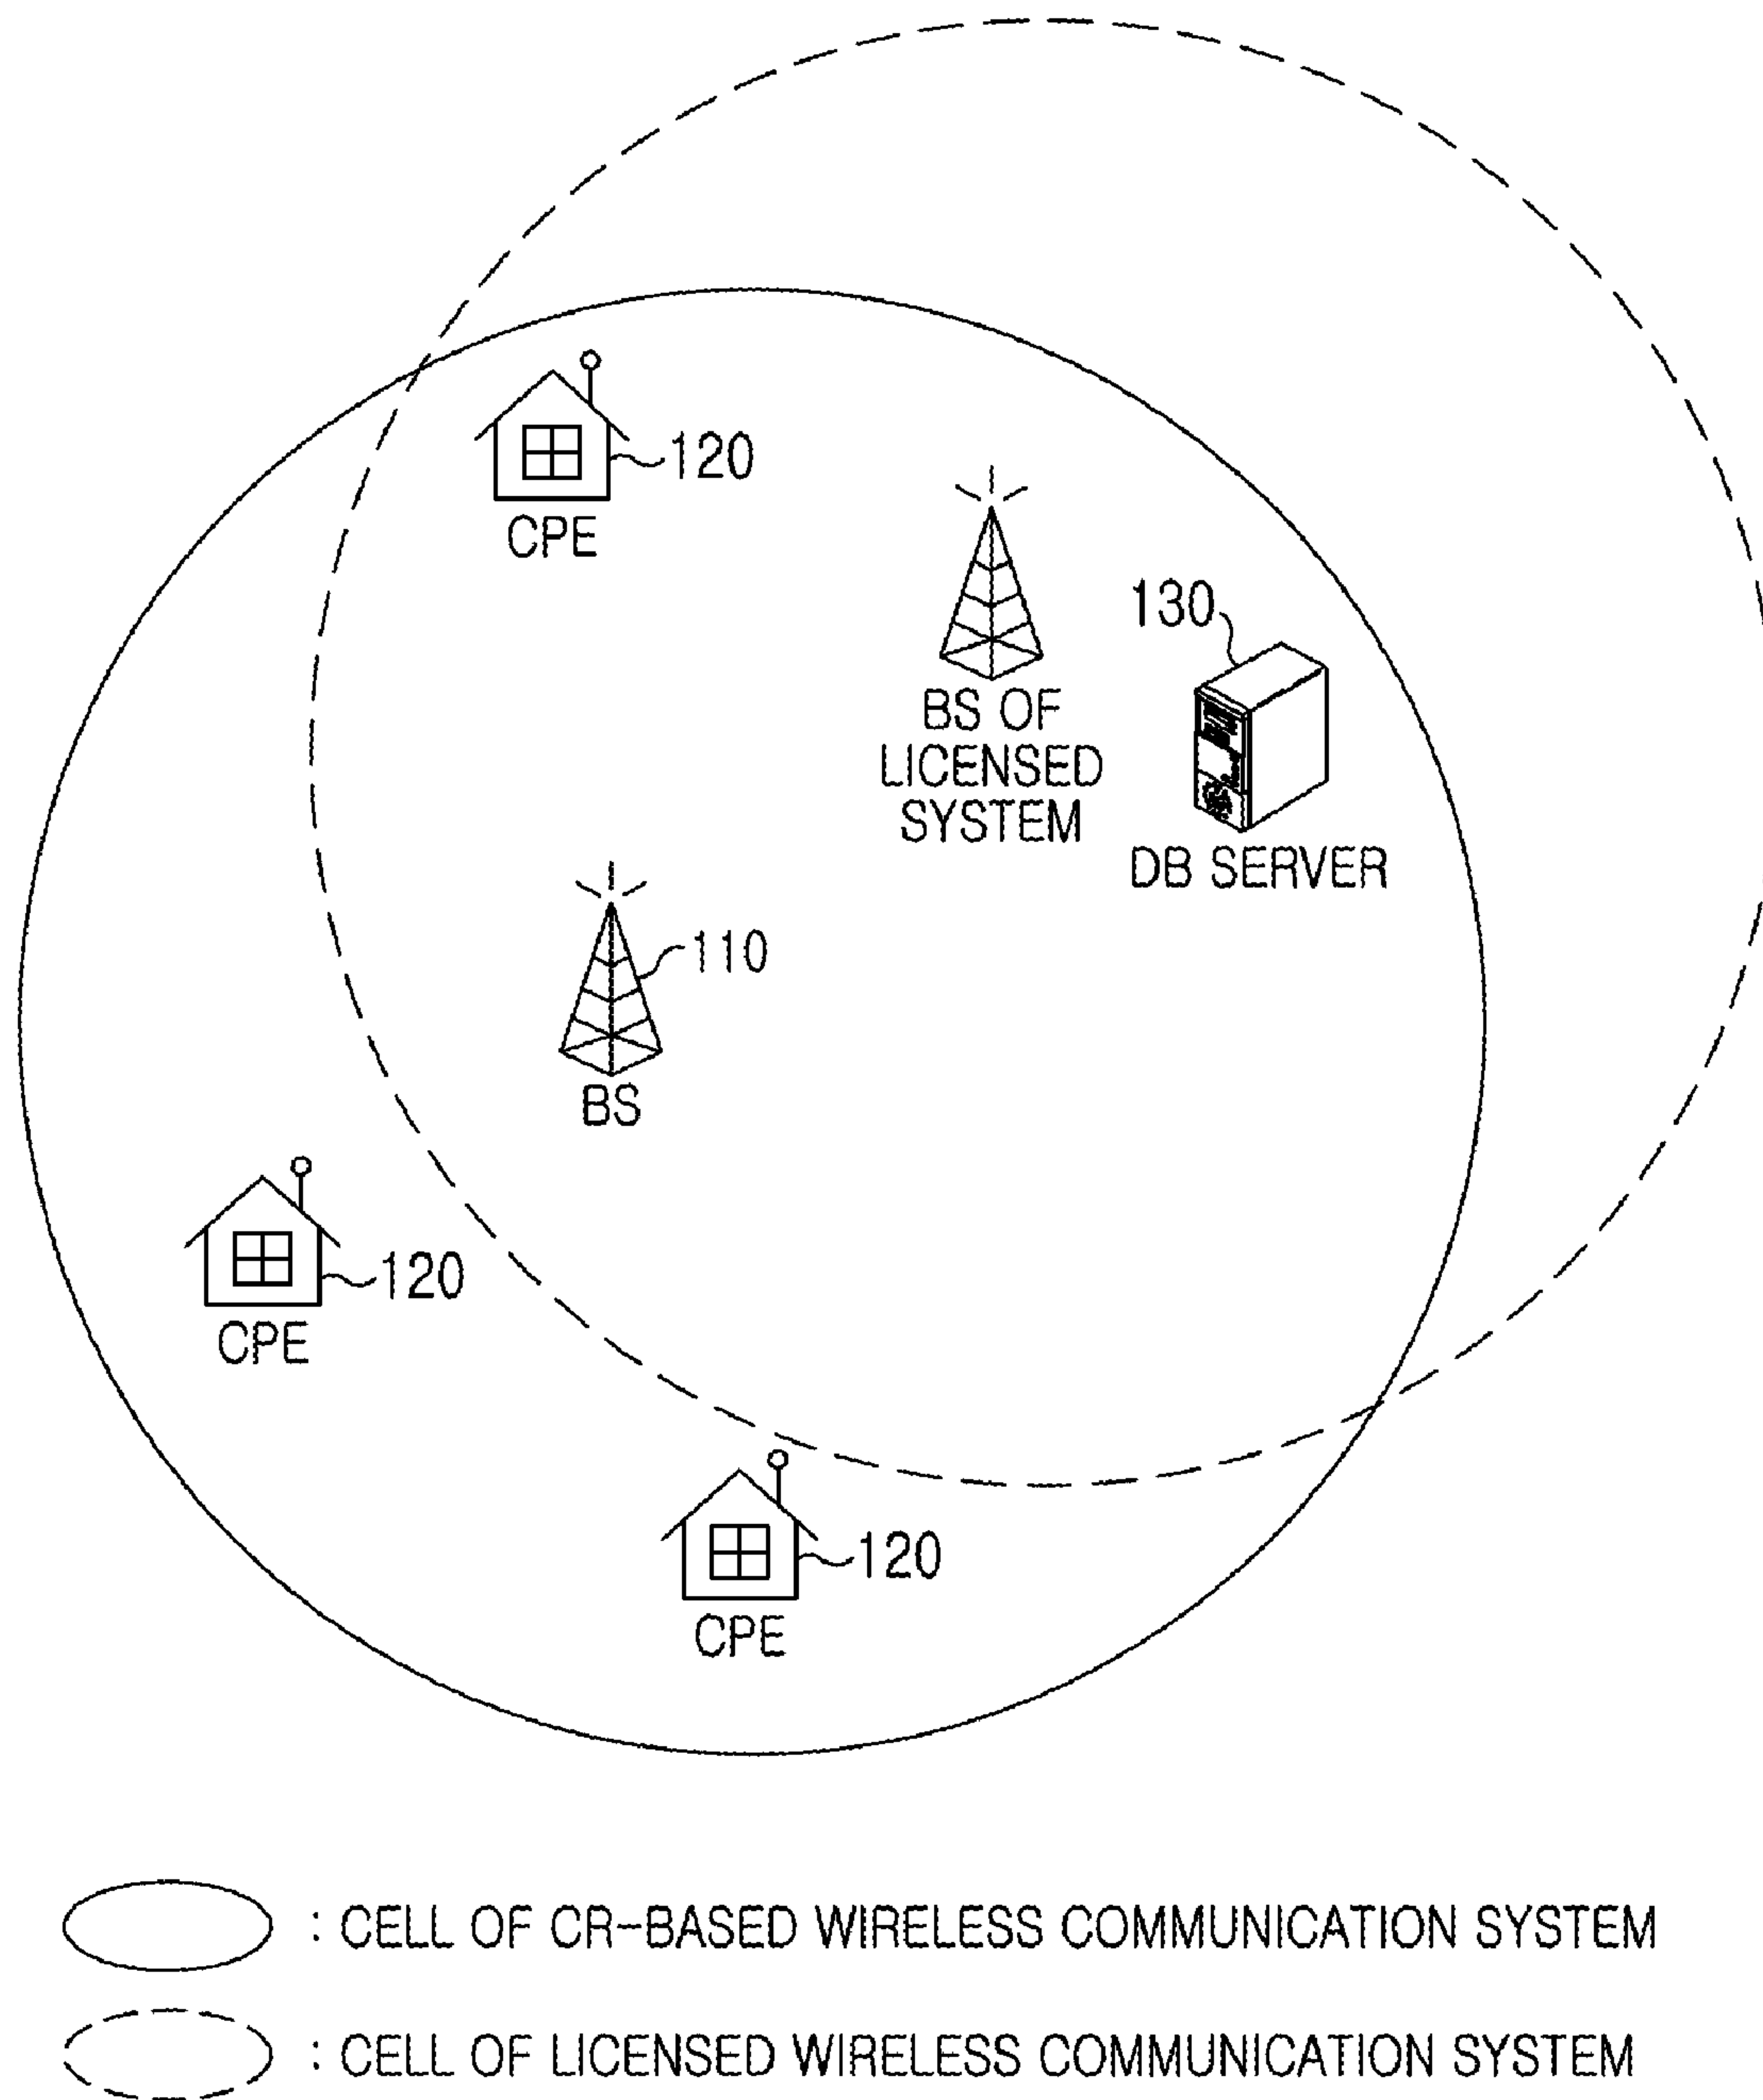 120
CPE
130
BS OF
LICENSED
SYSTEM
DB SERVER
110
BS
120
CPE
120
CPE
: CELL OF CR-BASED WIRELESS COMMUNICATION SYSTEM
: CELL OF LICENSED WIRELESS COMMUNICATION SYSTEM